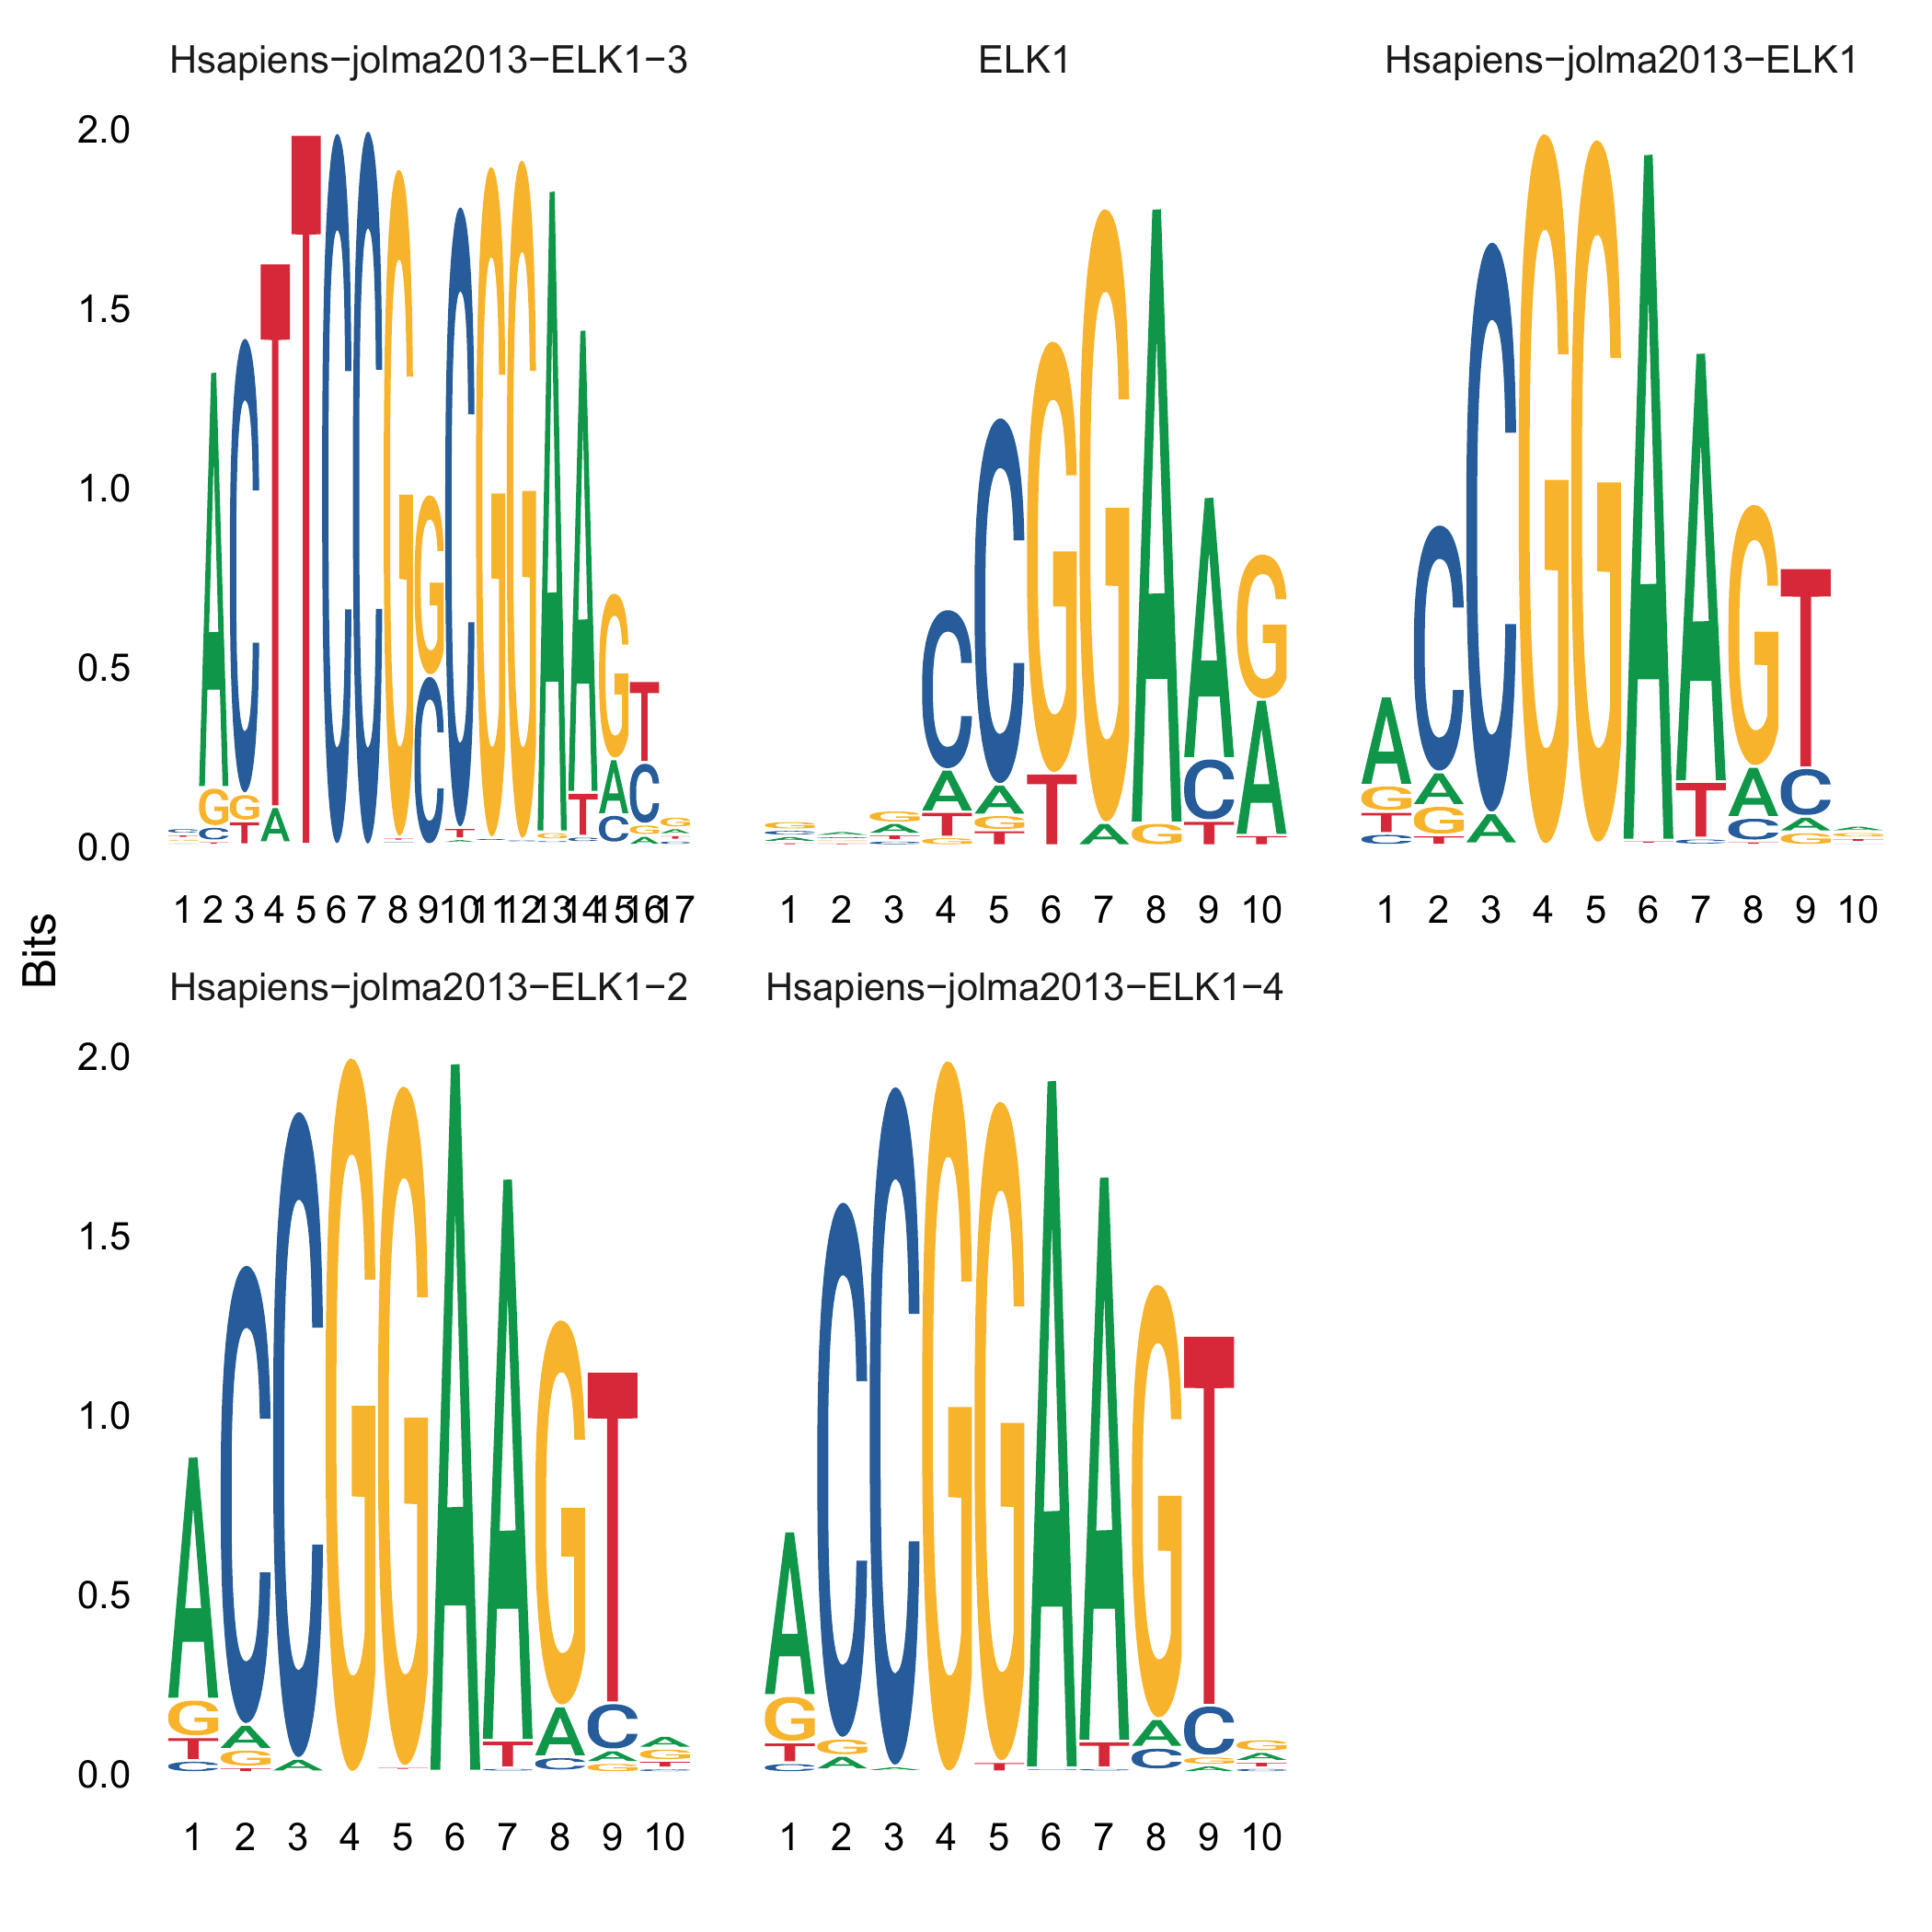 Hsapiens−jolma2013−ELK1−3 ELK1 Hsapiens−jolma2013−ELK1
2.0
1.5
1.0
0.5
0.0
1 2 3 4 5 6 7 8 9 10 11 12 13 14 15 16 17
1 2 3 4 5 6 7 8 9 10
1 2 3 4 5 6 7 8 9 10
Bits
Hsapiens−jolma2013−ELK1−2 Hsapiens−jolma2013−ELK1−4
2.0
1.5
1.0
0.5
0.0
1 2 3 4 5 6 7 8 9 10
1 2 3 4 5 6 7 8 9 10